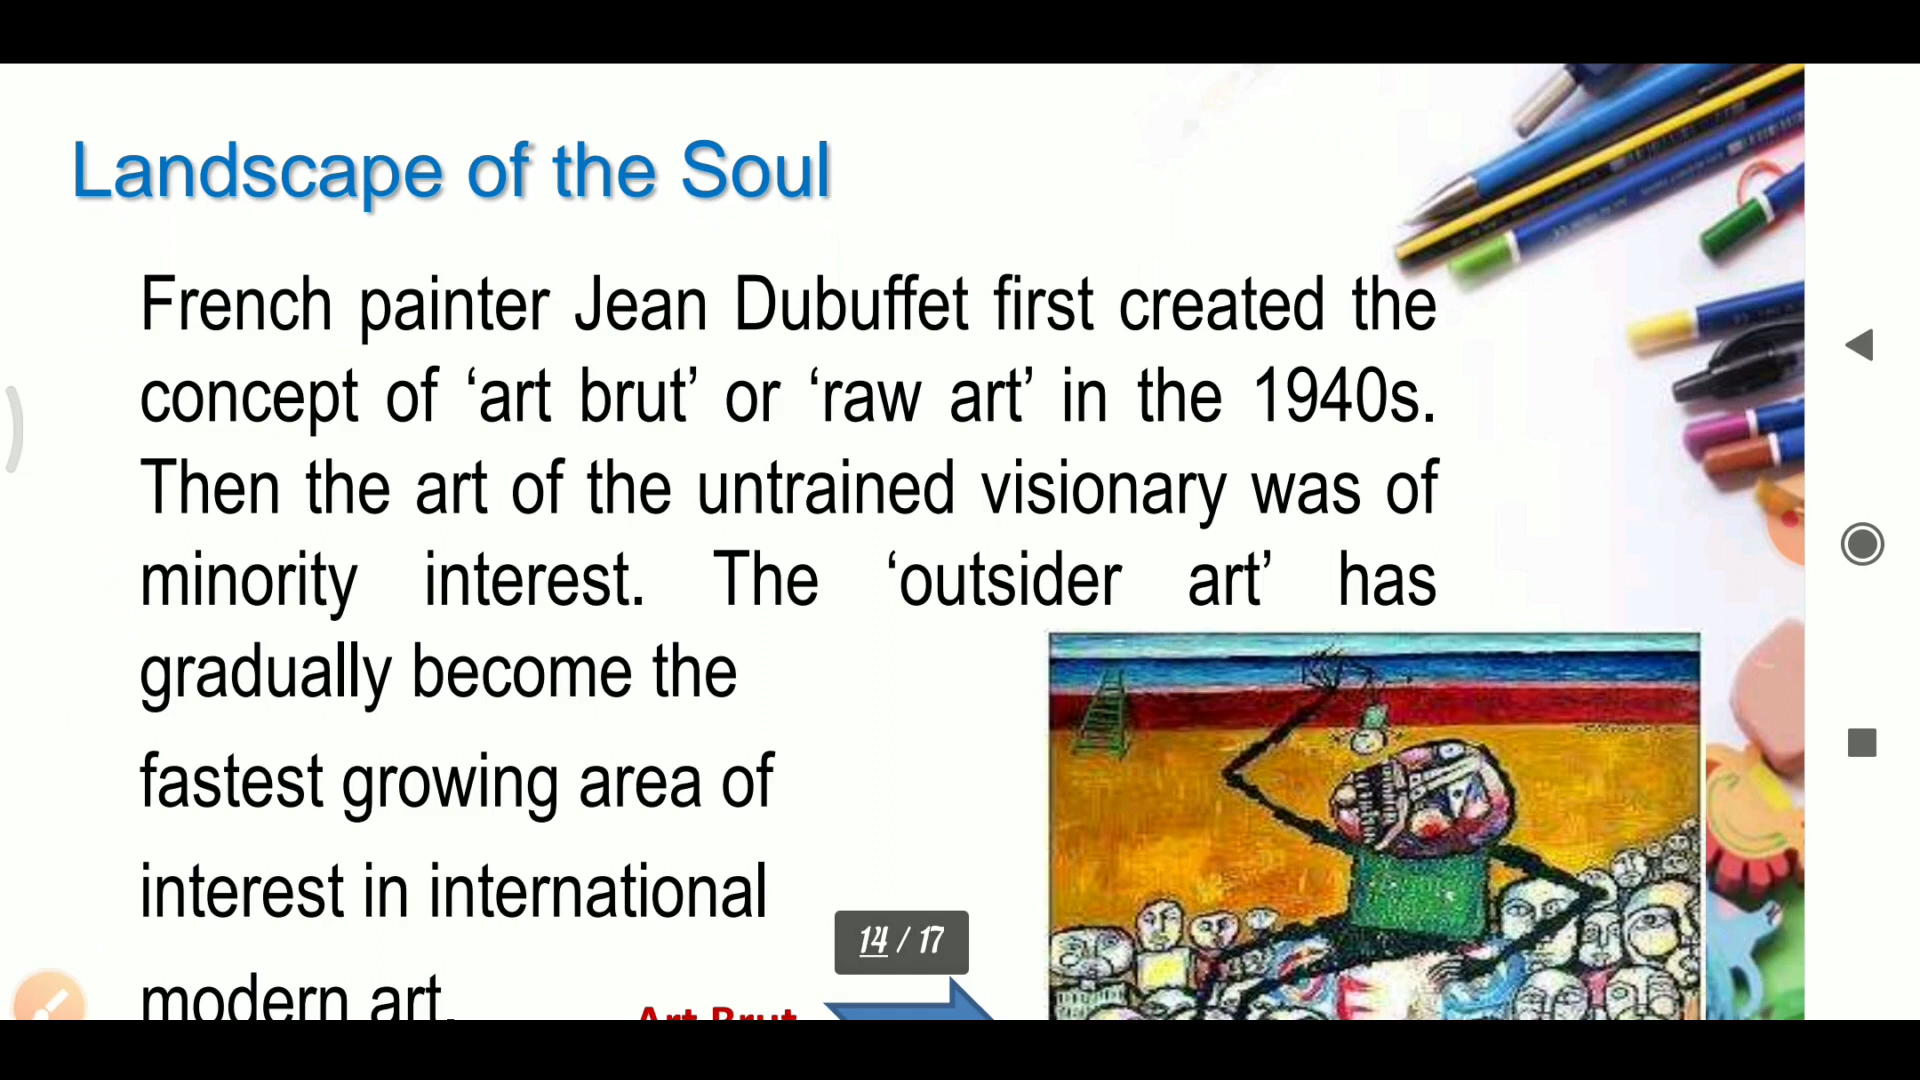 Landscape of the Soul
French painter Jean Dubuffet first created the
concept of ‘art brut’ or ‘raw art’ in the 1940s.
Then the art of the untrained visionary was of
minority interest. The ‘outsider art’ has
gradually become the
fastest growing area of
interest in international
14 / 17
modern art.
Art Brut